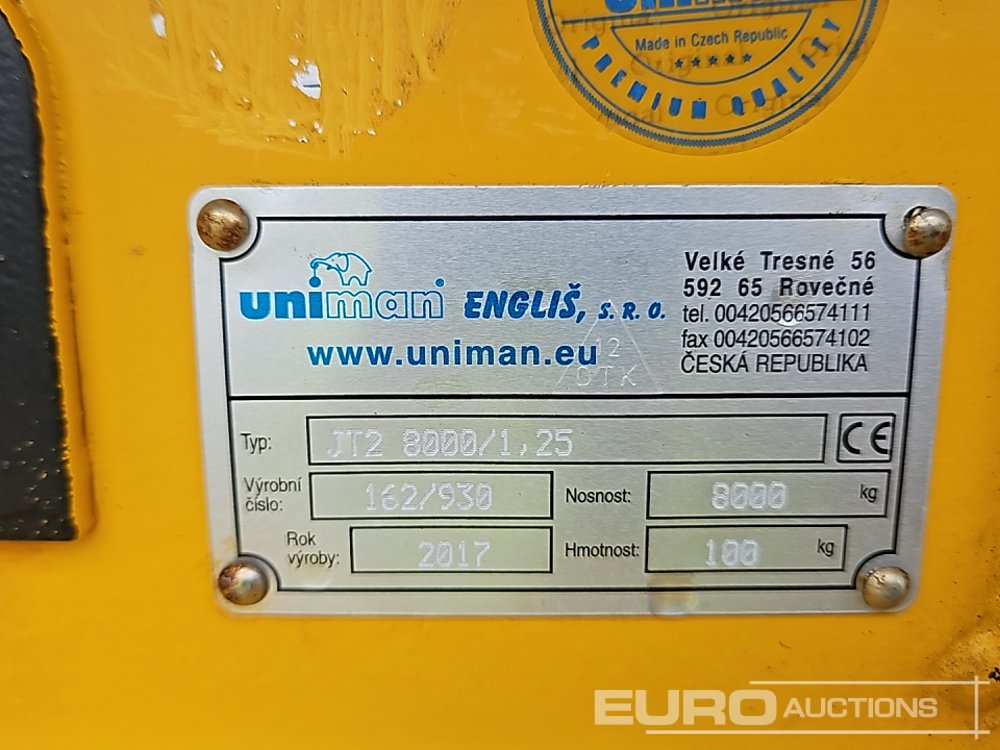 Made in Czech Republic
PREMIUM QUALITY
uniman ENGLIŠ, S. R. O.
www.uniman.eu
Velké Tresné 56
592 65 Rovečné
tel. 00420566574111
fax 00420566574102
ČESKÁ REPUBLIKA
12
OTK
Typ: JT2 8000/1,25 CE
Výrobní
číslo: 162/930 Nosnost: 8000 kg
Rok
výroby: 2017 Hmotnost: 100 kg
EURO AUCTIONS